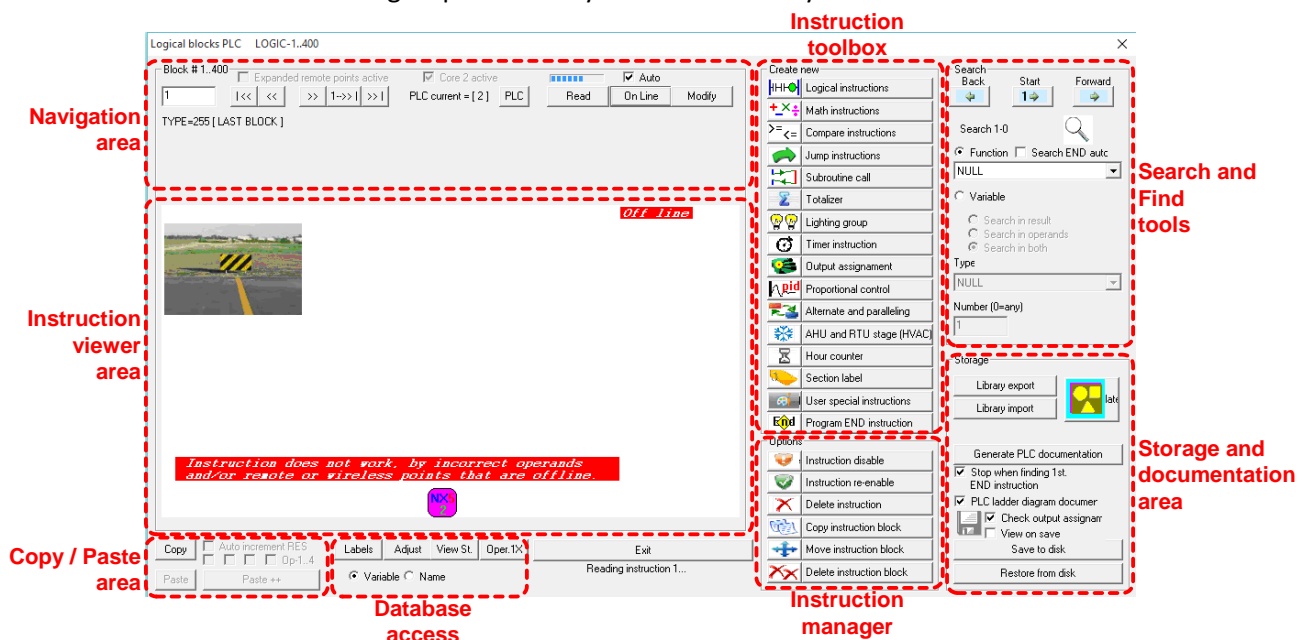 Instruction
toolbox
Logical blocks PLC LOGIC-1..400
Block # 1..400
Expanded remote points active
Core 2 active
Auto
1
|<<
<<
>>
1->>|
>>|
PLC current = [ 2 ]
PLC
Read
On Line
Modify
TYPE=255 [ LAST BLOCK ]
Navigation
area
Off line
Instruction does not work, by incorrect operands
and/or remote or wireless points that are offline.
NXS
2
Instruction
viewer
area
Create new
Logical instructions
Math instructions
Compare instructions
Jump instructions
Subroutine call
Totalizer
Lighting group
Timer instruction
Output assignament
pid
Proportional control
Alternate and paralleling
AHU and RTU stage (HVAC)
Hour counter
Section label
User special instructions
End
Program END instruction
Options
Instruction disable
Instruction re-enable
Delete instruction
Copy instruction block
Move instruction block
Delete instruction block
Instruction
manager
Search
Back
Start
Forward
1
Search 1-0
Function
Search END autc
NULL
Variable
Search in result
Search in operands
Search in both
Type
NULL
Number (0=any)
1
Search and
Find
tools
Storage
Library export
Library import
late
Generate PLC documentation
Stop when finding 1st.
END instruction
PLC ladder diagram documer
Check output assignarr
View on save
Save to disk
Restore from disk
Storage and
documentation
area
Copy
Auto increment RES
Op-1..4
Paste
Paste ++
Copy / Paste
area
Labels
Adjust
View St.
Oper.1X
Variable
Name
Database
access
Exit
Reading instruction 1...